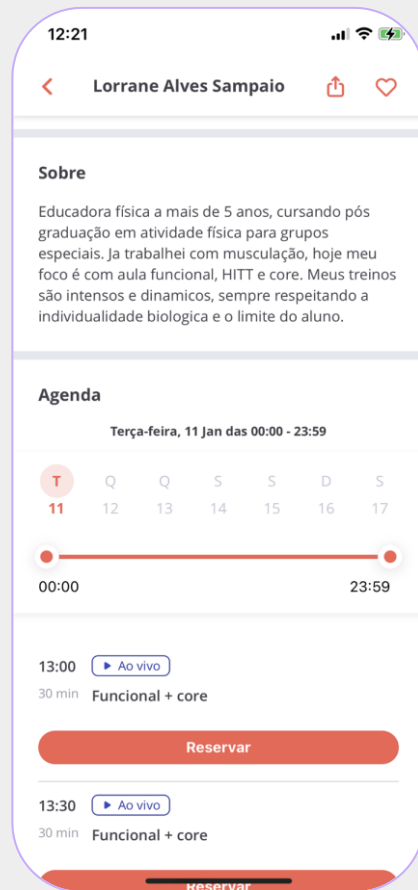 12:21
Lorrane Alves Sampaio
Sobre
Educadora física a mais de 5 anos, cursando pós
graduação em atividade física para grupos
especiais. Ja trabalhei com musculação, hoje meu
foco é com aula funcional, HITT e core. Meus treinos
são intensos e dinamicos, sempre respeitando a
individualidade biologica e o limite do aluno.
Agenda
Terça-feira, 11 Jan das 00:00 - 23:59
T Q Q S S D S
11 12 13 14 15 16 17
00:00 23:59
13:00 Ao vivo
30 min Funcional + core
Reservar
13:30 Ao vivo
30 min Funcional + core
Reservar